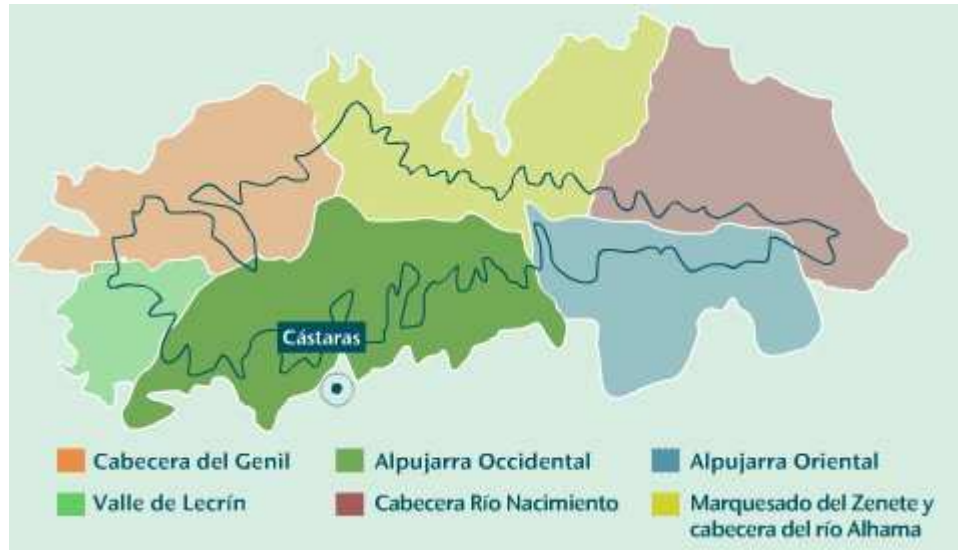 Cástaras
Cabecera del Genil
Alpujarra Occidental
Alpujarra Oriental
Valle de Lecrín
Cabecera Río Nacimiento
Marquesado del Zenete y
cabecera del río Alhama